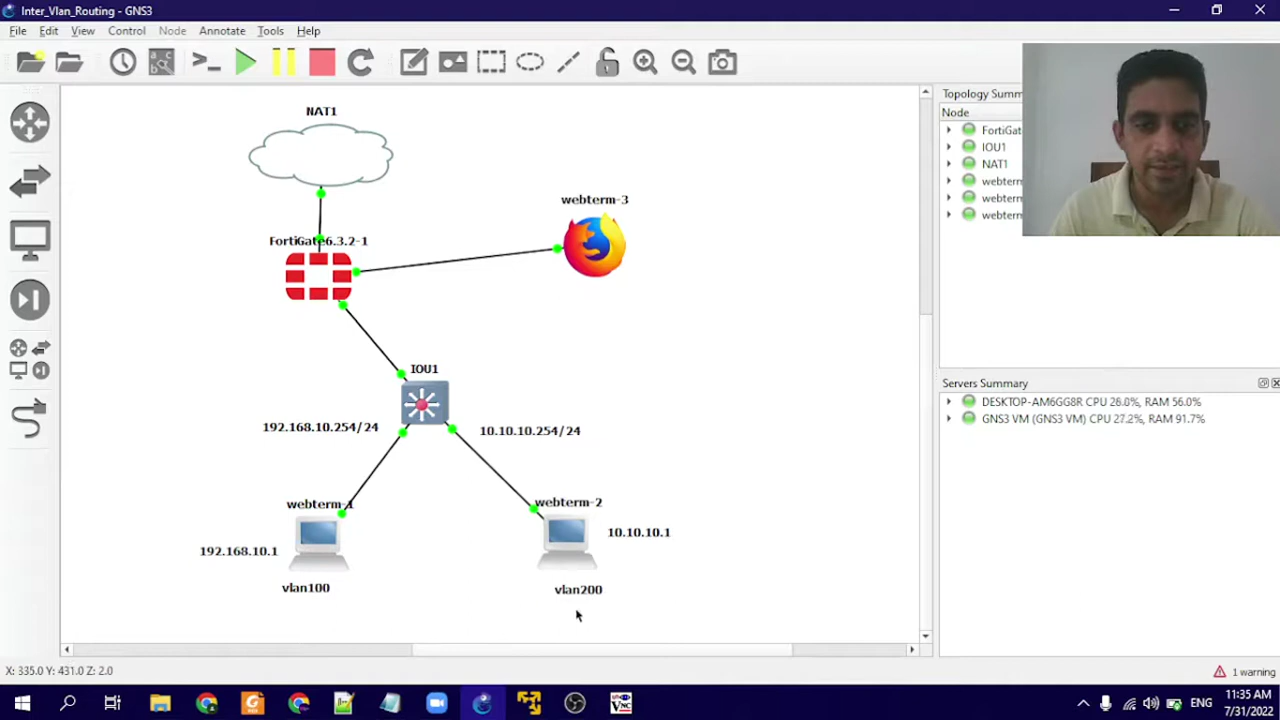 Inter_Vlan_Routing - GNS3
File Edit View Control Node Annotate Tools Help
NAT1
FortiGate6.3.2-1
webterm-3
IOU1
192.168.10.254/24
10.10.10.254/24
webterm-1
webterm-2
192.168.10.1
10.10.10.1
vlan100
vlan200
Topology Summ
Node
FortiGat
IOU1
NAT1
webterm
webterm
webterm
Servers Summary
DESKTOP-AM6GG8R CPU 26.0%, RAM 56.0%
GNS3 VM (GNS3 VM) CPU 27.2%, RAM 91.7%
X: 335.0 Y: 431.0 Z: 2.0
1 warning
ENG
11:35 AM
7/31/2022